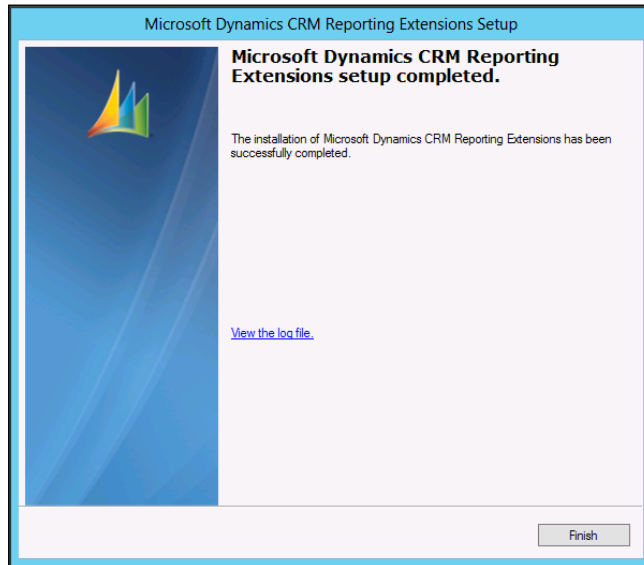 Microsoft Dynamics CRM Reporting Extensions Setup
Microsoft Dynamics CRM Reporting
Extensions setup completed.
The installation of Microsoft Dynamics CRM Reporting Extensions has been
successfully completed.
View the log file.
Finish